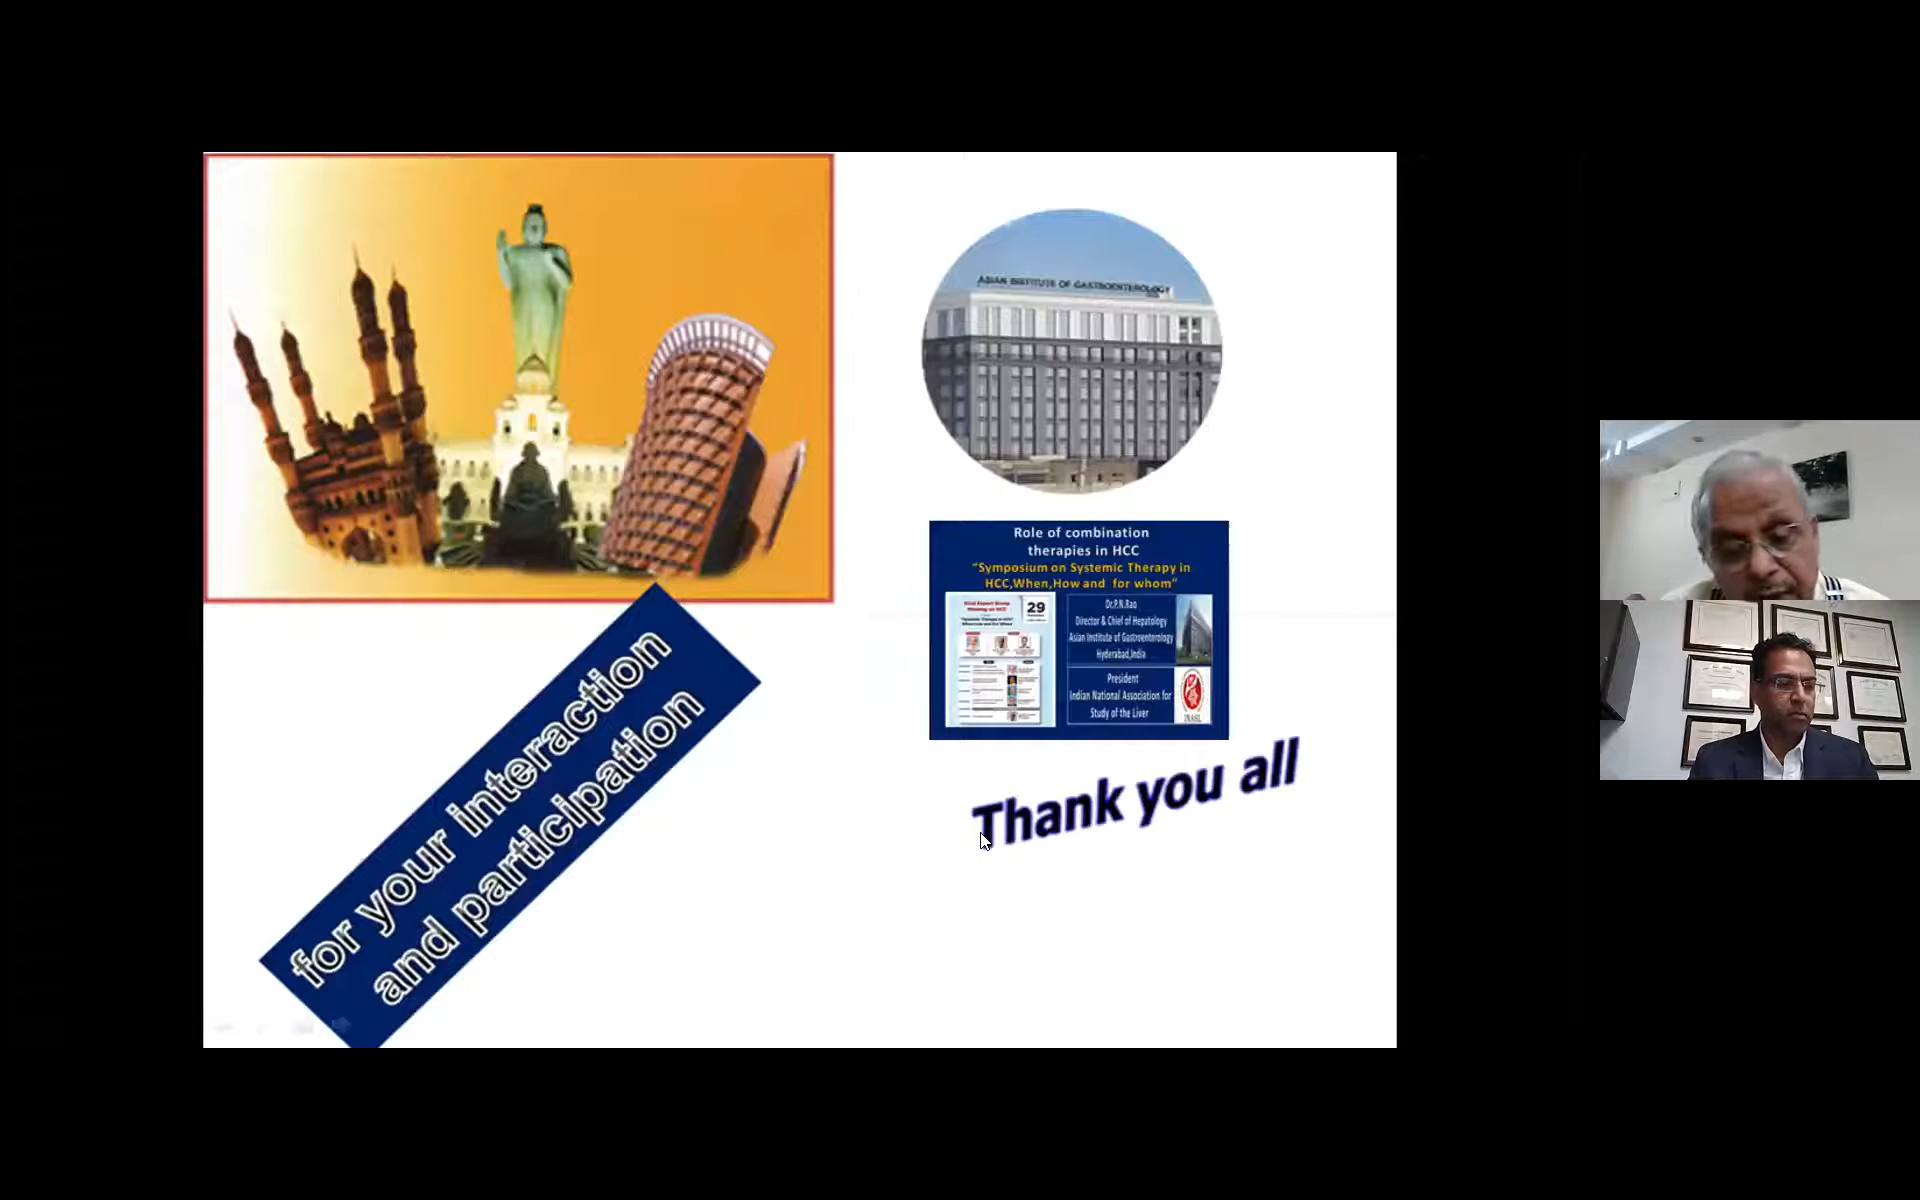 ASIAN INSTITUTE OF GASTROENTEROLOGY
Role of combination
therapies in HCC
"Symposium on Systemic Therapy in
HCC,When,How and for whom"
29
Dr.P.N.Rao
Director & Chief of Hepatology
Asian Institute of Gastroenterology
Hyderabad,India
President
Indian National Association for
Study of the Liver
INASL
Thank you all
for your interaction
and participation